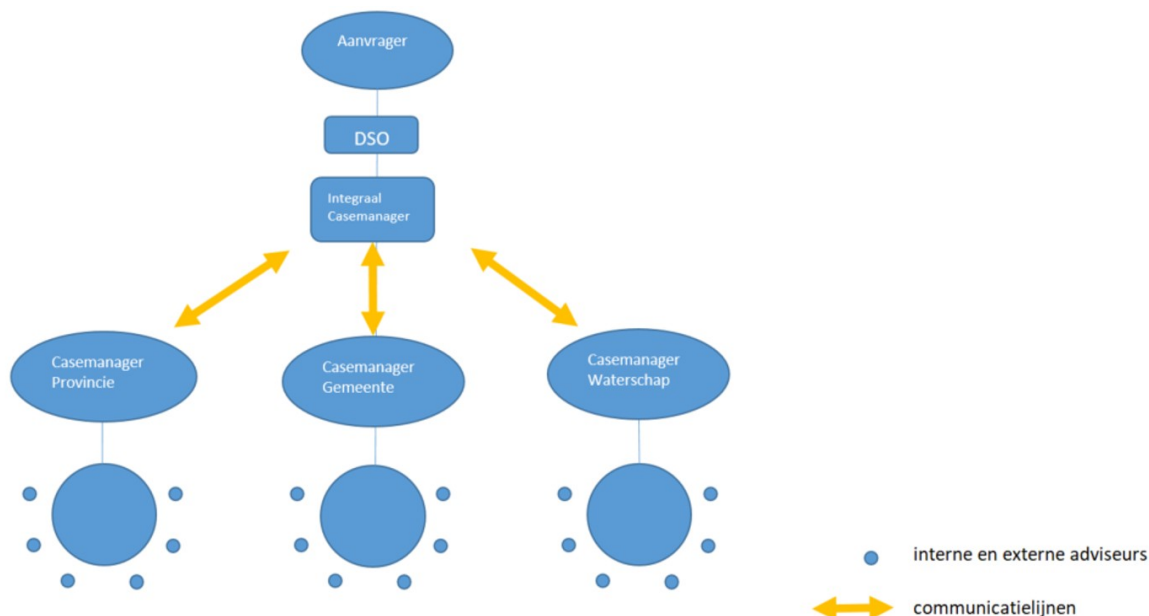 Aanvrager
DSO
Integraal
Casemanager
Casemanager
Provincie
Casemanager
Gemeente
Casemanager
Waterschap
interne en externe adviseurs
communicatielijnen